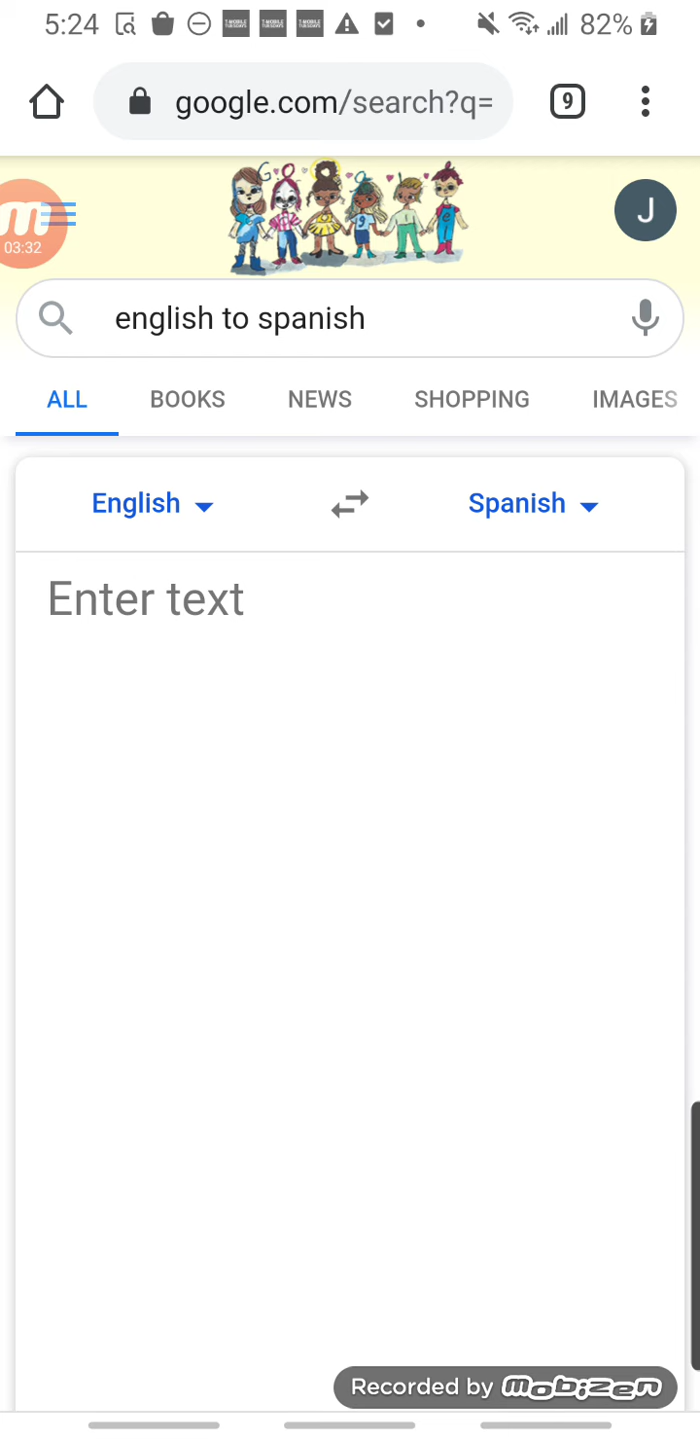 5:24 82%
google.com/search?q= 9
J
03:32
english to spanish
ALL BOOKS NEWS SHOPPING IMAGES
English Spanish
Enter text
Recorded by mobizen